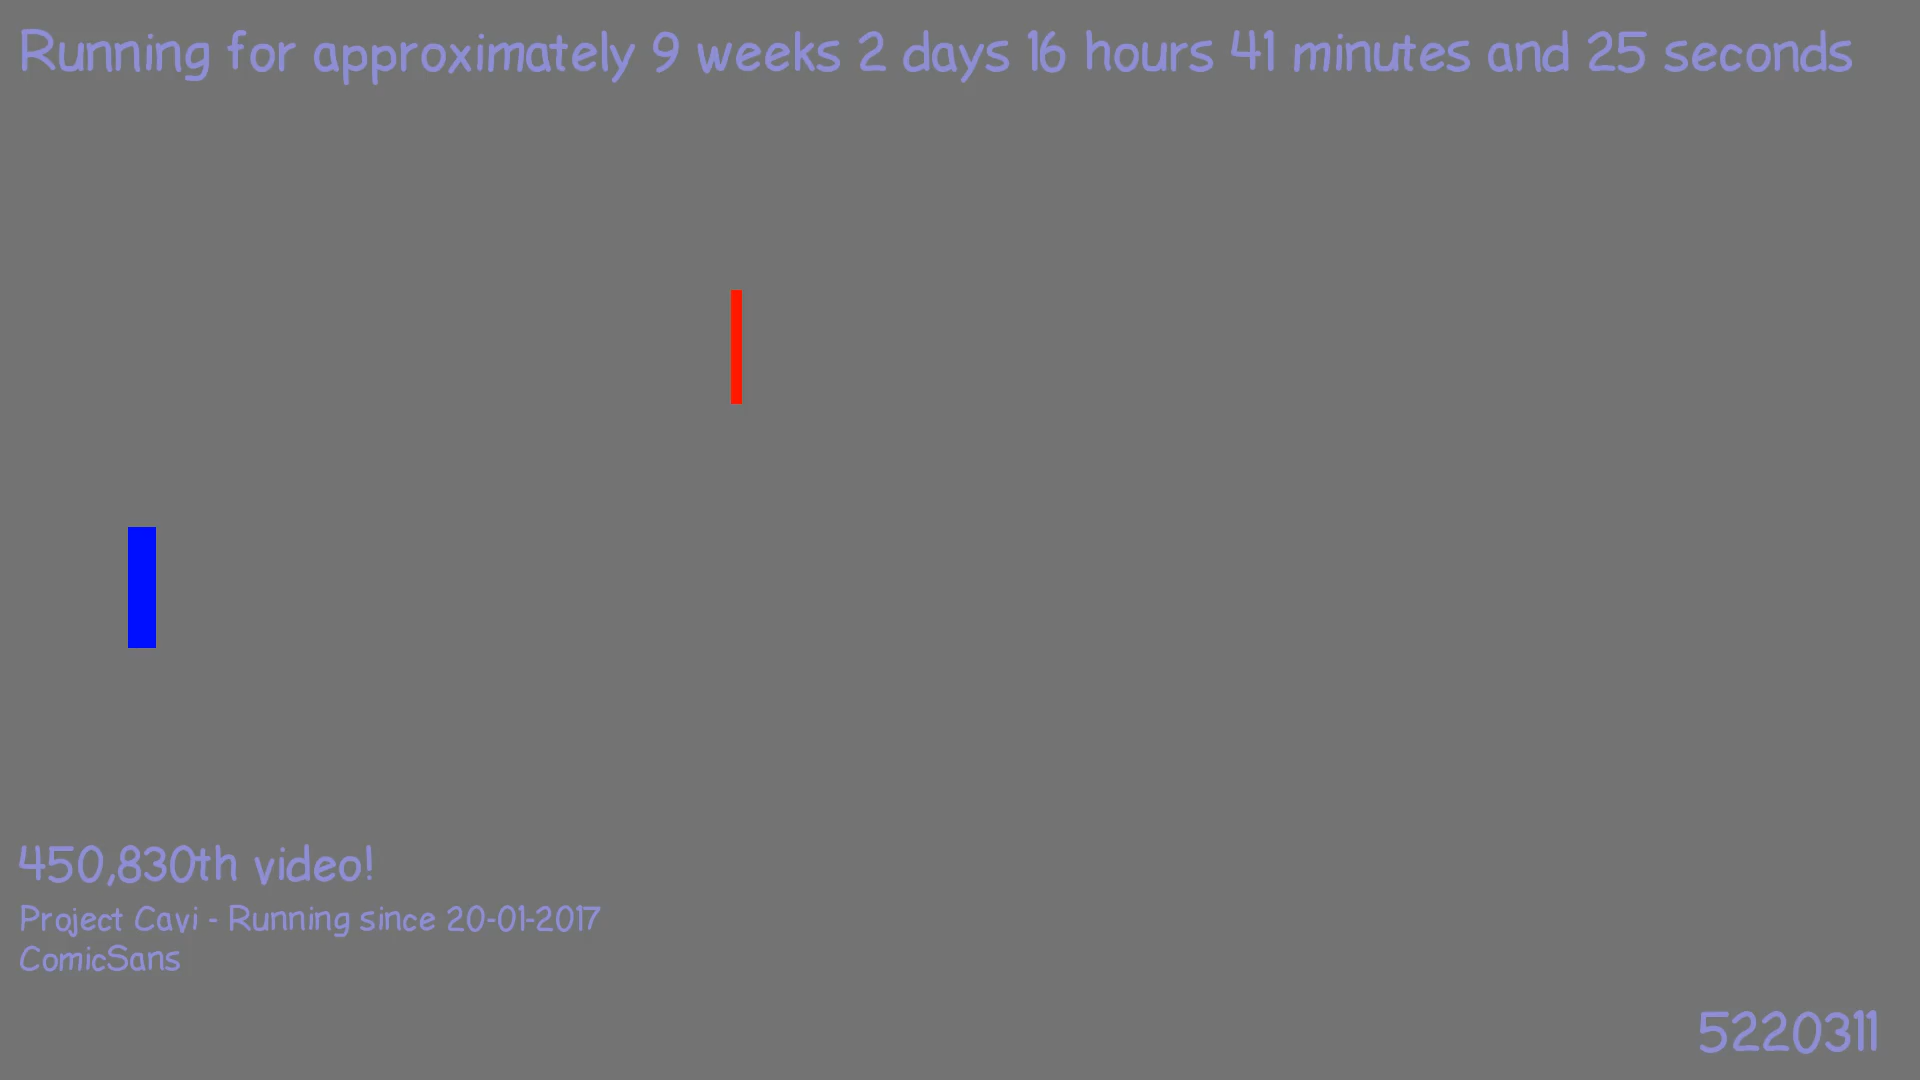 Running for approximately 9 weeks 2 days 16 hours 41 minutes and 25 seconds
450,830th video!
Project Cavi - Running since 20-01-2017
ComicSans
5220311